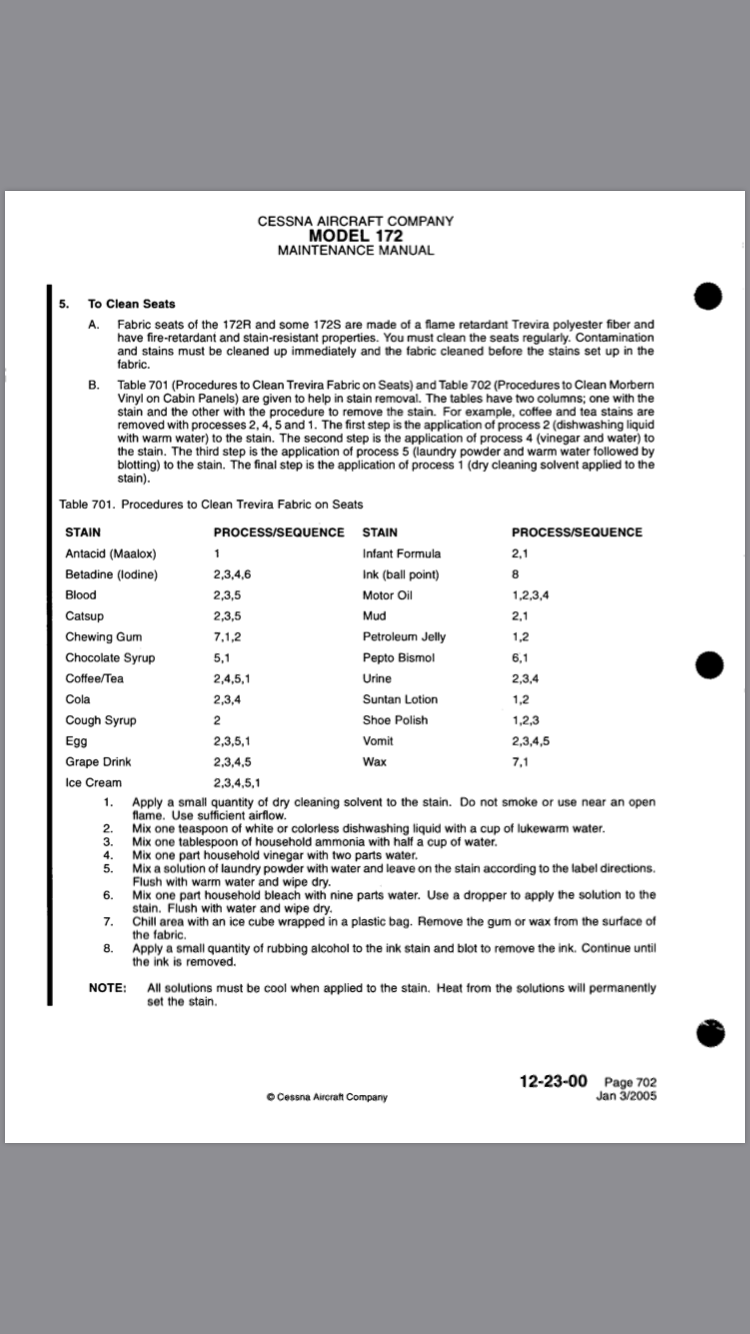 CESSNA AIRCRAFT COMPANY
MODEL 172
MAINTENANCE MANUAL
5. To Clean Seats
A. Fabric seats of the 172R and some 172S are made of a flame retardant Trevira polyester fiber and
have fire-retardant and stain-resistant properties. You must clean the seats regularly. Contamination
and stains must be cleaned up immediately and the fabric cleaned before the stains set up in the
fabric.
B. Table 701 (Procedures to Clean Trevira Fabric on Seats) and Table 702 (Procedures to Clean Morbern
Vinyl on Cabin Panels) are given to help in stain removal. The tables have two columns; one with the
stain and the other with the procedure to remove the stain. For example, coffee and tea stains are
removed with processes 2, 4, 5 and 1. The first step is the application of process 2 (dishwashing liquid
with warm water) to the stain. The second step is the application of process 4 (vinegar and water) to
the stain. The third step is the application of process 5 (laundry powder and warm water followed by
blotting) to the stain. The final step is the application of process 1 (dry cleaning solvent applied to the
stain).
Table 701. Procedures to Clean Trevira Fabric on Seats
STAIN PROCESS/SEQUENCE STAIN PROCESS/SEQUENCE
Antacid (Maalox) 1 Infant Formula 2,1
Betadine (Iodine) 2,3,4,6 Ink (ball point) 8
Blood 2,3,5 Motor Oil 1,2,3,4
Catsup 2,3,5 Mud 2,1
Chewing Gum 7,1,2 Petroleum Jelly 1,2
Chocolate Syrup 5,1 Pepto Bismol 6,1
Coffee/Tea 2,4,5,1 Urine 2,3,4
Cola 2,3,4 Suntan Lotion 1,2
Cough Syrup 2 Shoe Polish 1,2,3
Egg 2,3,5,1 Vomit 2,3,4,5
Grape Drink 2,3,4,5 Wax 7,1
Ice Cream 2,3,4,5,1
1. Apply a small quantity of dry cleaning solvent to the stain. Do not smoke or use near an open
flame. Use sufficient airflow.
2. Mix one teaspoon of white or colorless dishwashing liquid with a cup of lukewarm water.
3. Mix one tablespoon of household ammonia with half a cup of water.
4. Mix one part household vinegar with two parts water.
5. Mix a solution of laundry powder with water and leave on the stain according to the label directions.
Flush with warm water and wipe dry.
6. Mix one part household bleach with nine parts water. Use a dropper to apply the solution to the
stain. Flush with water and wipe dry.
7. Chill area with an ice cube wrapped in a plastic bag. Remove the gum or wax from the surface of
the fabric.
8. Apply a small quantity of rubbing alcohol to the ink stain and blot to remove the ink. Continue until
the ink is removed.
NOTE: All solutions must be cool when applied to the stain. Heat from the solutions will permanently
set the stain.
12-23-00 Page 702
© Cessna Aircraft Company Jan 3/2005